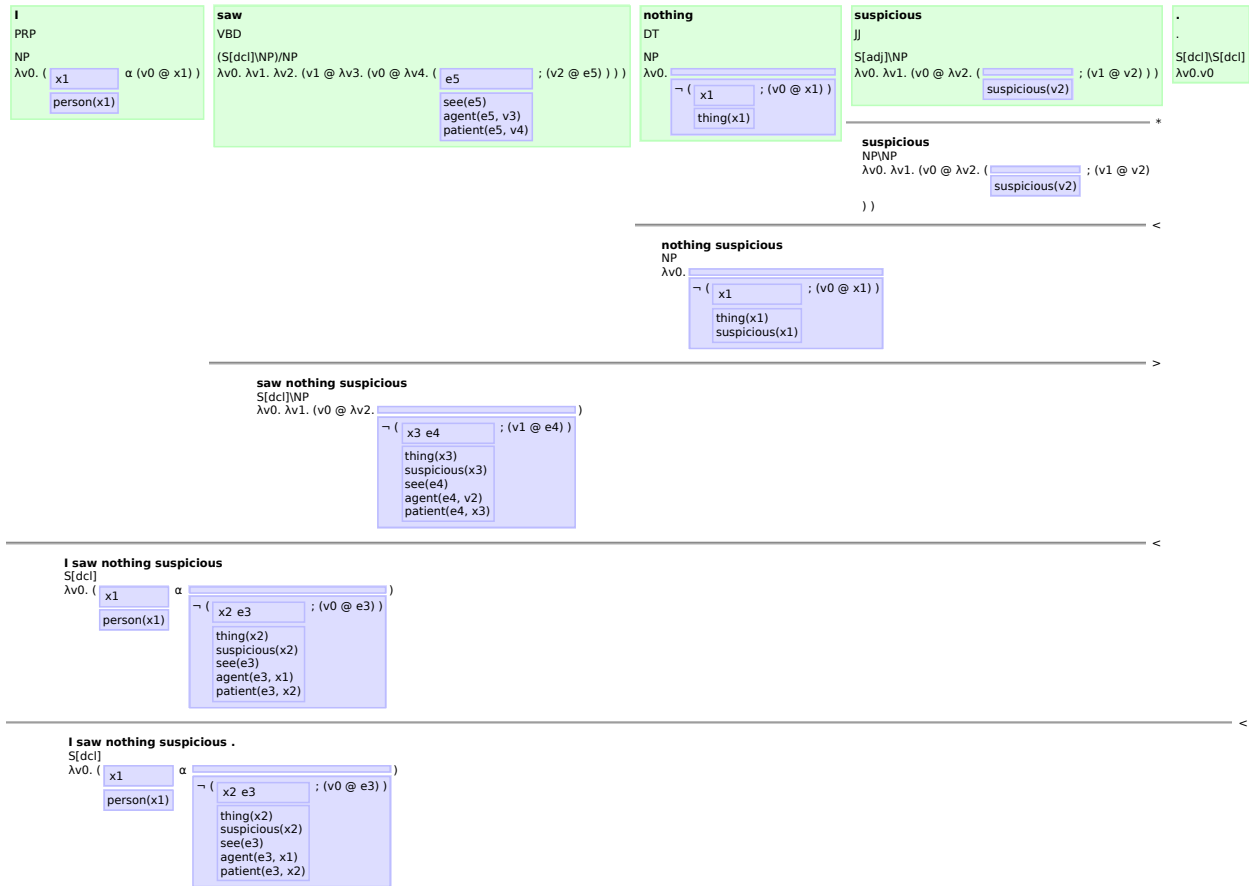 I saw nothing suspicious .
PRP VBD DT JJ .
NP (S[dcl]\NP)/NP NP S[adj]\NP S[dcl]\S[dcl]
λv0. ( x1 α (v0 @ x1) ) λv0. λv1. λv2. (v1 @ λv3. (v0 @ λv4. ( e5 ; (v2 @ e5) ) ) ) λv0. λv0. λv1. (v0 @ λv2. ( ; (v1 @ v2) ) ) λv0.v0
person(x1) see(e5) ¬ ( x1 ; (v0 @ x1) ) suspicious(v2)
agent(e5, v3) thing(x1)
patient(e5, v4)
*
suspicious
NP\NP
λv0. λv1. (v0 @ λv2. ( ; (v1 @ v2)
suspicious(v2)
) )
<
nothing suspicious
NP
λv0.
¬ ( x1 ; (v0 @ x1) )
thing(x1)
suspicious(x1)
>
saw nothing suspicious
S[dcl]\NP
λv0. λv1. (v0 @ λv2. )
¬ ( x3 e4 ; (v1 @ e4) )
thing(x3)
suspicious(x3)
see(e4)
agent(e4, v2)
patient(e4, x3)
<
I saw nothing suspicious
S[dcl]
λv0. ( x1 α )
person(x1) ¬ ( x2 e3 ; (v0 @ e3) )
thing(x2)
suspicious(x2)
see(e3)
agent(e3, x1)
patient(e3, x2)
<
I saw nothing suspicious .
S[dcl]
λv0. ( x1 α )
person(x1) ¬ ( x2 e3 ; (v0 @ e3) )
thing(x2)
suspicious(x2)
see(e3)
agent(e3, x1)
patient(e3, x2)